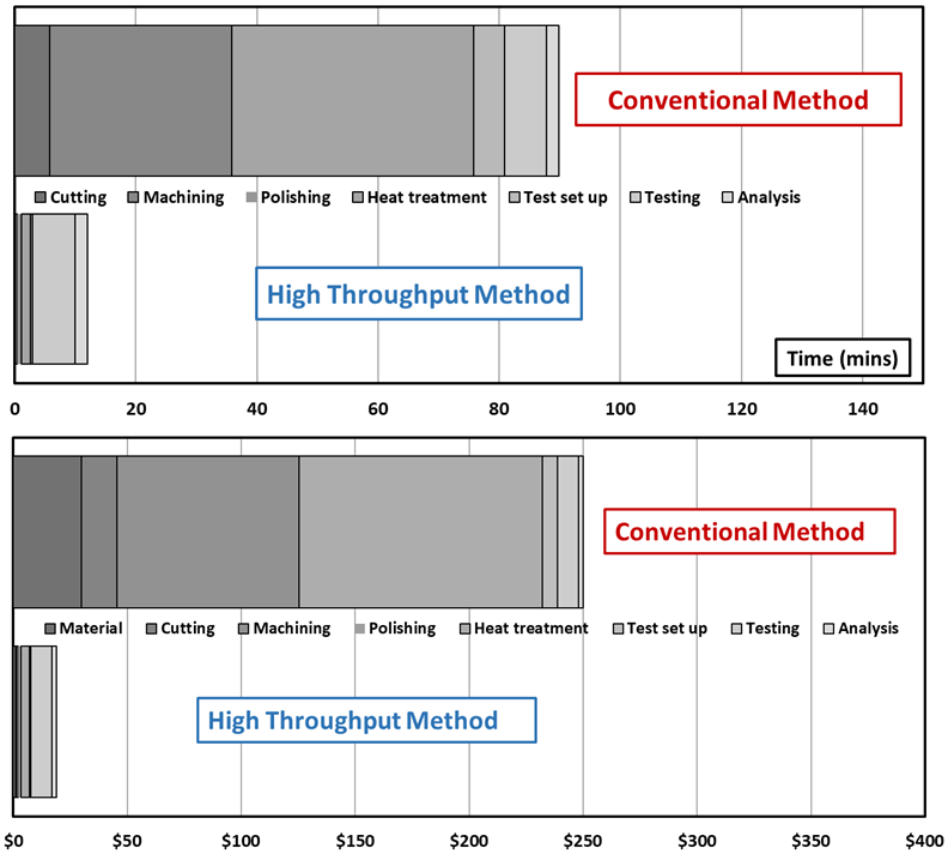 Conventional Method
Cutting Machining Polishing Heat treatment Test set up Testing Analysis
High Throughput Method
Time (mins)
0 20 40 60 80 100 120 140
Conventional Method
Material Cutting Machining Polishing Heat treatment Test set up Testing Analysis
High Throughput Method
$0 $50 $100 $150 $200 $250 $300 $350 $400